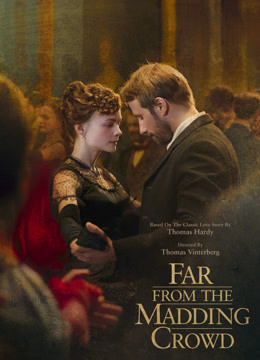 Based On The Classic Love Story By
Thomas Hardy
Directed By
Thomas Vinterberg
FAR
FROM THE
MADDING
CROWD